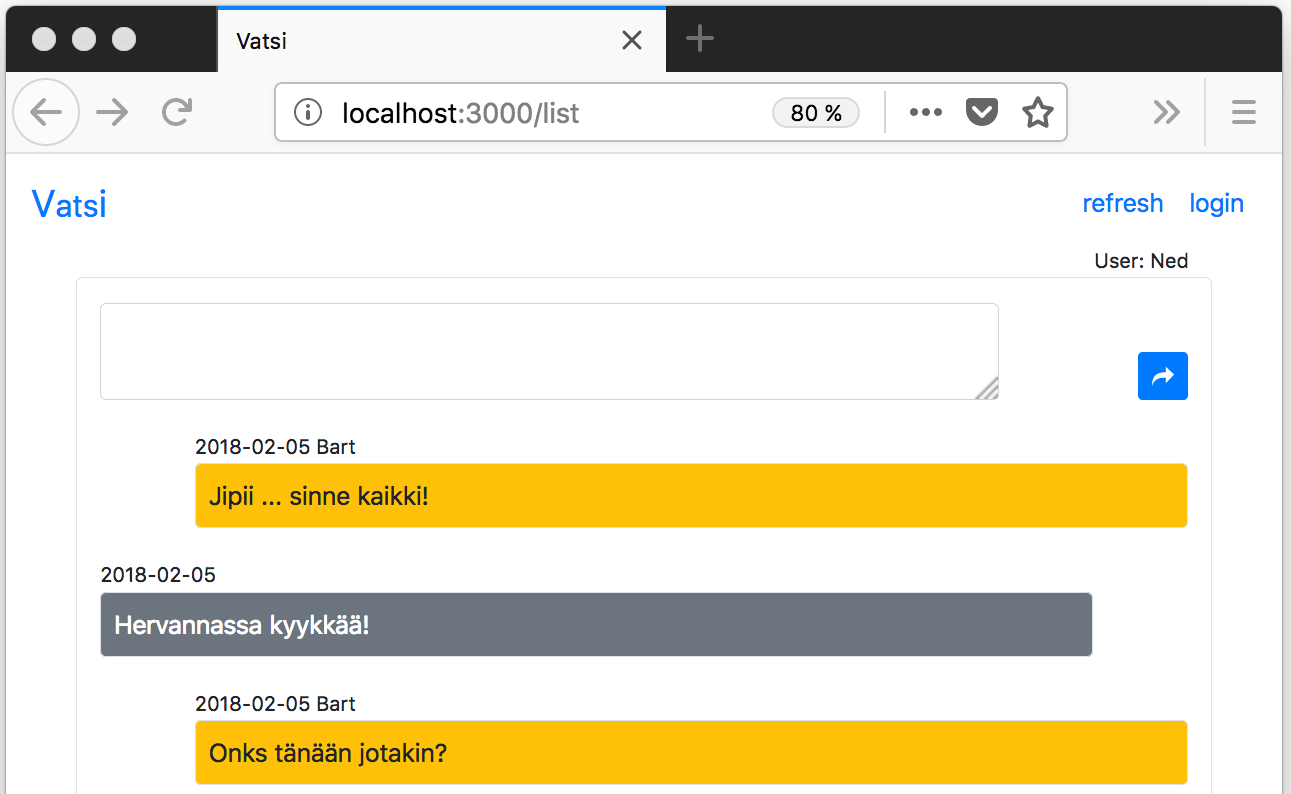 Vatsi
localhost:3000/list
80 %
Vatsi
refresh login
User: Ned
2018-02-05 Bart
Jipii ... sinne kaikki!
2018-02-05
Hervannassa kyykkää!
2018-02-05 Bart
Onks tänään jotakin?